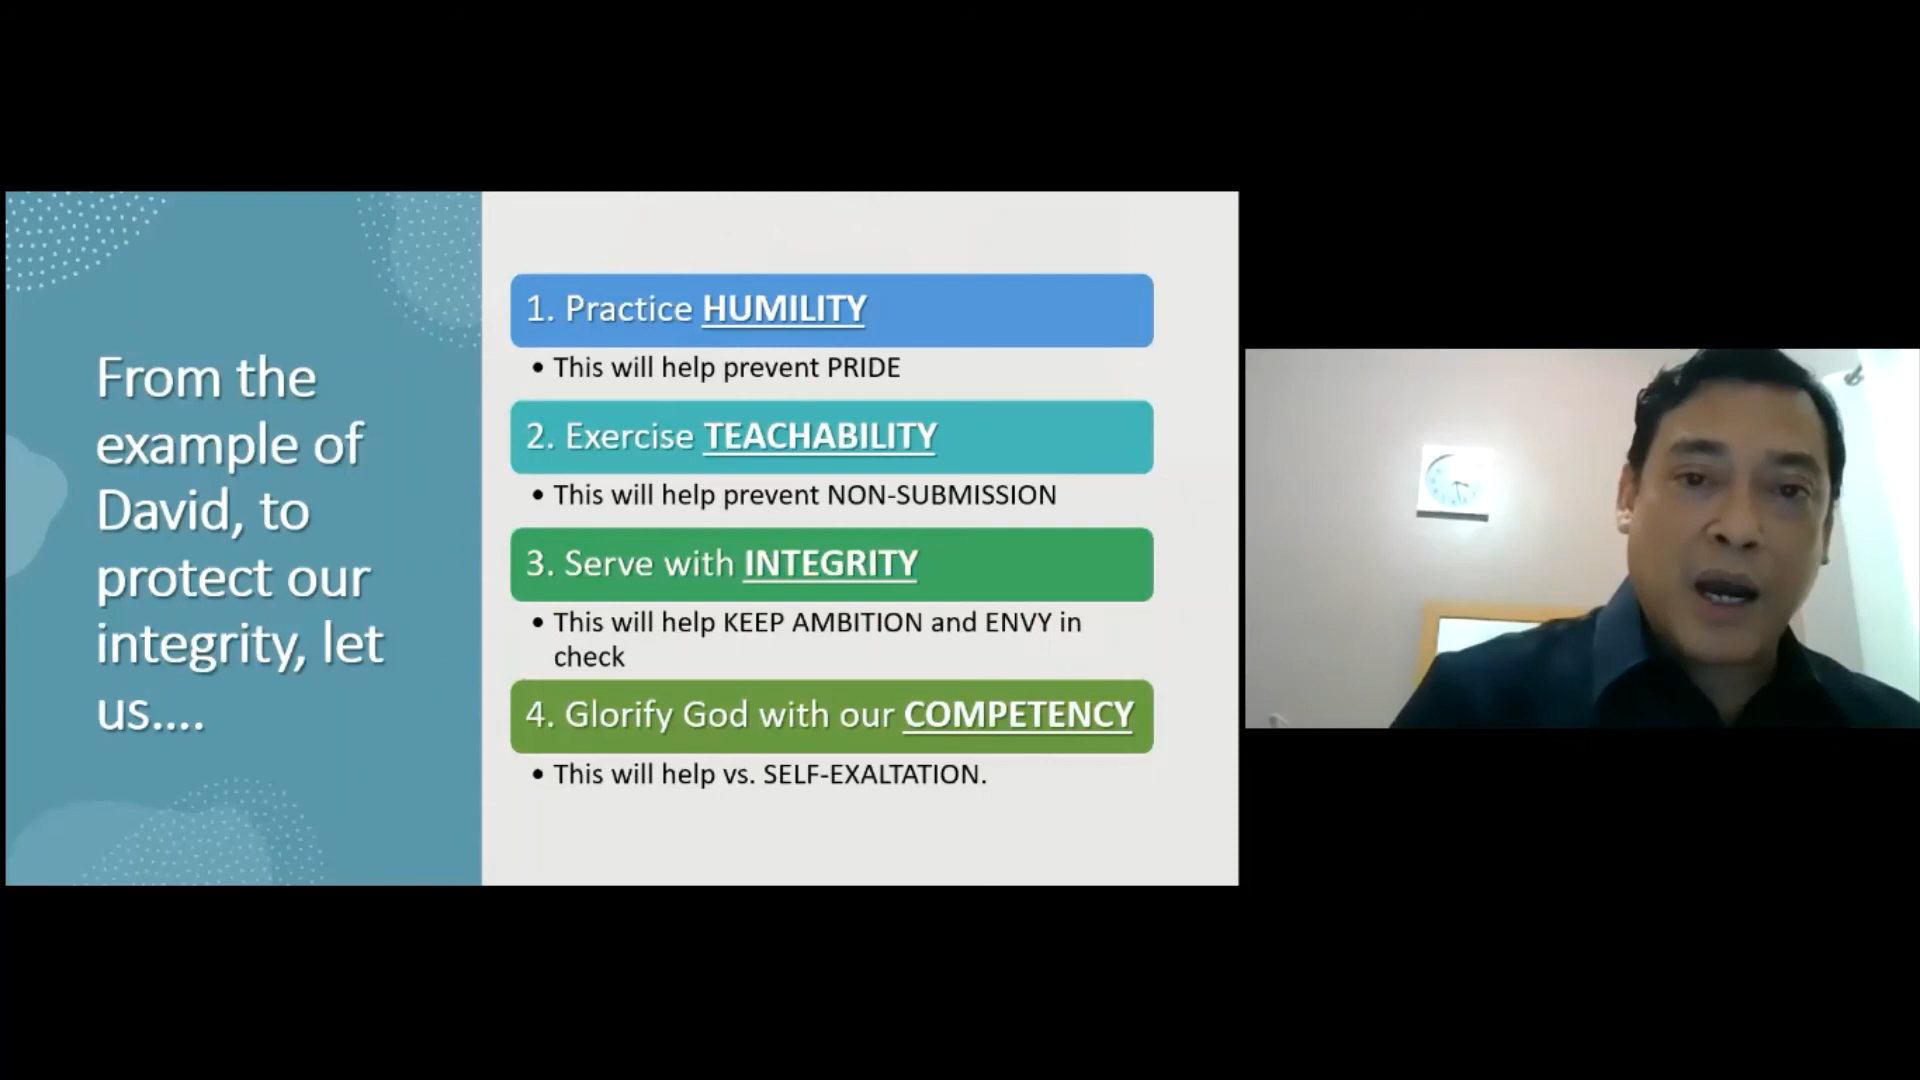 From the
example of
David, to
protect our
integrity, let
us....
1. Practice HUMILITY
• This will help prevent PRIDE
2. Exercise TEACHABILITY
• This will help prevent NON-SUBMISSION
3. Serve with INTEGRITY
• This will help KEEP AMBITION and ENVY in
check
4. Glorify God with our COMPETENCY
• This will help vs. SELF-EXALTATION.